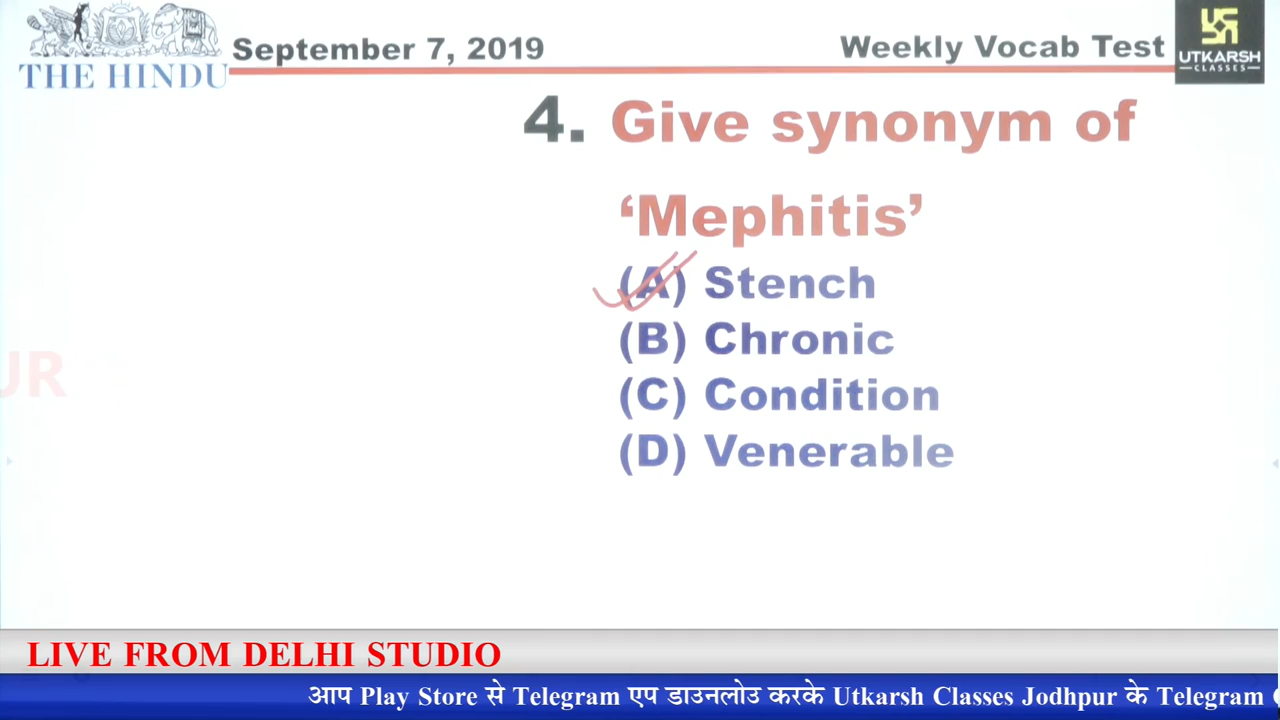 THE HINDU
September 7, 2019
Weekly Vocab Test
UTKARSH
CLASSES
4. Give synonym of
‘Mephitis’
(A) Stench
(B) Chronic
(C) Condition
(D) Venerable
UR
LIVE FROM DELHI STUDIO
आप Play Store से Telegram एप डाउनलोउ करके Utkarsh Classes Jodhpur के Telegram